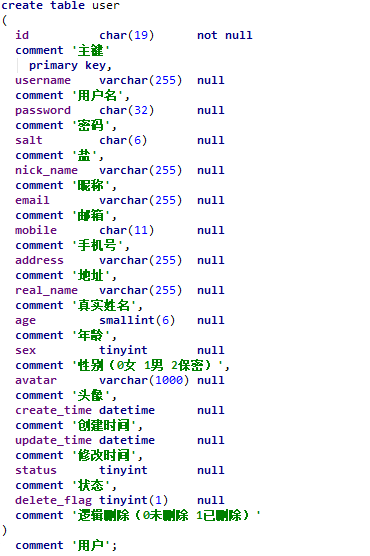 create table user
(
id char(19) not null
comment '主键'
primary key,
username varchar(255) null
comment '用户名',
password char(32) null
comment '密码',
salt char(6) null
comment '盐',
nick_name varchar(255) null
comment '昵称',
email varchar(255) null
comment '邮箱',
mobile char(11) null
comment '手机号',
address varchar(255) null
comment '地址',
real_name varchar(255) null
comment '真实姓名',
age smallint(6) null
comment '年龄',
sex tinyint null
comment '性别（0女 1男 2保密）',
avatar varchar(1000) null
comment '头像',
create_time datetime null
comment '创建时间',
update_time datetime null
comment '修改时间',
status tinyint null
comment '状态',
delete_flag tinyint(1) null
comment '逻辑删除（0未删除 1已删除）'
)
comment '用户';